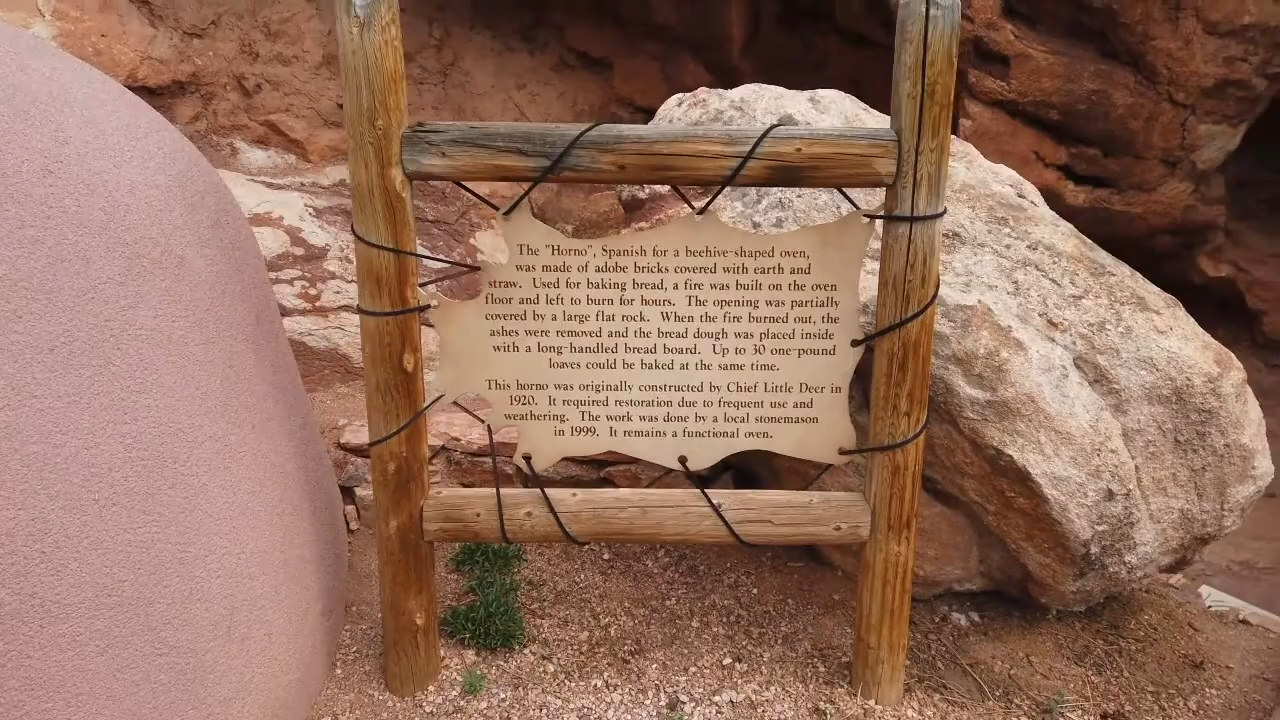 The "Horno", Spanish for a beehive-shaped oven,
was made of adobe bricks covered with earth and
straw. Used for baking bread, a fire was built on the oven
floor and left to burn for hours. The opening was partially
covered by a large flat rock. When the fire burned out, the
ashes were removed and the bread dough was placed inside
with a long-handled bread board. Up to 30 one-pound
loaves could be baked at the same time.
This horno was originally constructed by Chief Little Deer in
1920. It required restoration due to frequent use and
weathering. The work was done by a local stonemason
in 1999. It remains a functional oven.